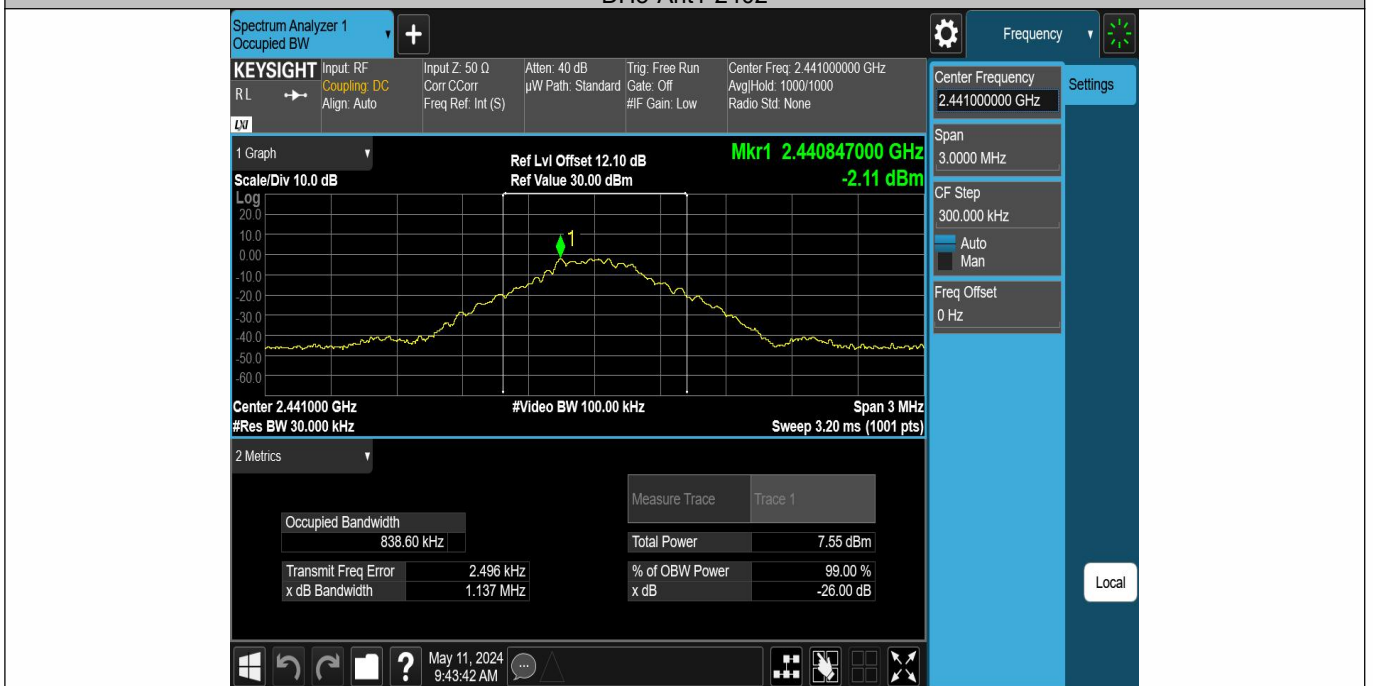 Spectrum Analyzer 1
Occupied BW
+
Frequency
KEYSIGHT
RL
LXI
Input: RF
Coupling: DC
Align: Auto
Input Z: 50 Ω
Corr CCorr
Freq Ref: Int (S)
Atten: 40 dB
µW Path: Standard
Trig: Free Run
Gate: Off
#IF Gain: Low
Center Freq: 2.441000000 GHz
Avg|Hold: 1000/1000
Radio Std: None
Center Frequency
2.441000000 GHz
Settings
Span
3.0000 MHz
CF Step
300.000 kHz
Auto
Man
Freq Offset
0 Hz
Local
1 Graph
Scale/Div 10.0 dB
Ref Lvl Offset 12.10 dB
Ref Value 30.00 dBm
Mkr1 2.440847000 GHz
-2.11 dBm
Log
20.0
10.0
0.00
-10.0
-20.0
-30.0
-40.0
-50.0
-60.0
1
Center 2.441000 GHz
#Res BW 30.000 kHz
#Video BW 100.00 kHz
Span 3 MHz
Sweep 3.20 ms (1001 pts)
2 Metrics
Measure Trace Trace 1
Occupied Bandwidth
838.60 kHz
Total Power 7.55 dBm
Transmit Freq Error 2.496 kHz
% of OBW Power 99.00 %
x dB Bandwidth 1.137 MHz
x dB -26.00 dB
?
May 11, 2024
9:43:42 AM